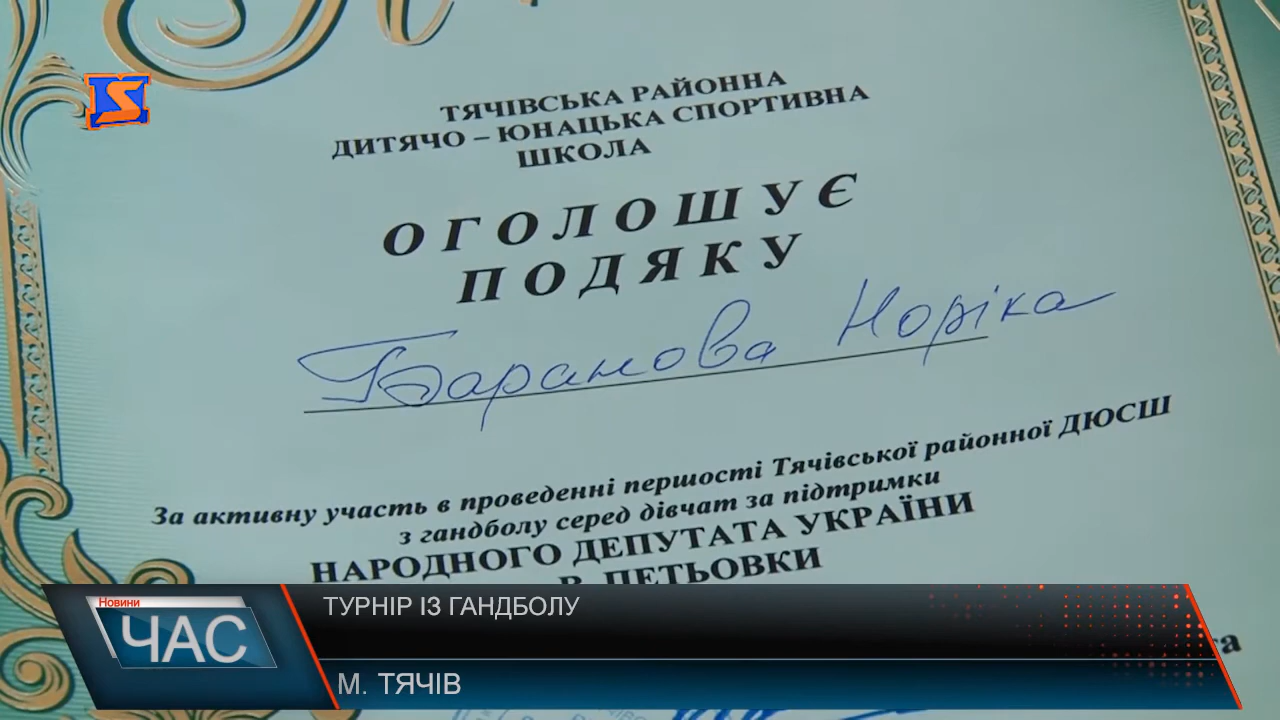 ТЯЧІВСЬКА РАЙОННА
ДИТЯЧО – ЮНАЦЬКА СПОРТИВНА
ШКОЛА
ОГОЛОШУЄ
ПОДЯКУ
Баранова Норіка
За активну участь в проведенні першості Тячівської районної ДЮСШ
з гандболу серед дівчат за підтримки
НАРОДНОГО ДЕПУТАТА УКРАЇНИ
В. ПЕТЬОВКИ
Новини
ЧАС
ТУРНІР ІЗ ГАНДБОЛУ
М. ТЯЧІВ